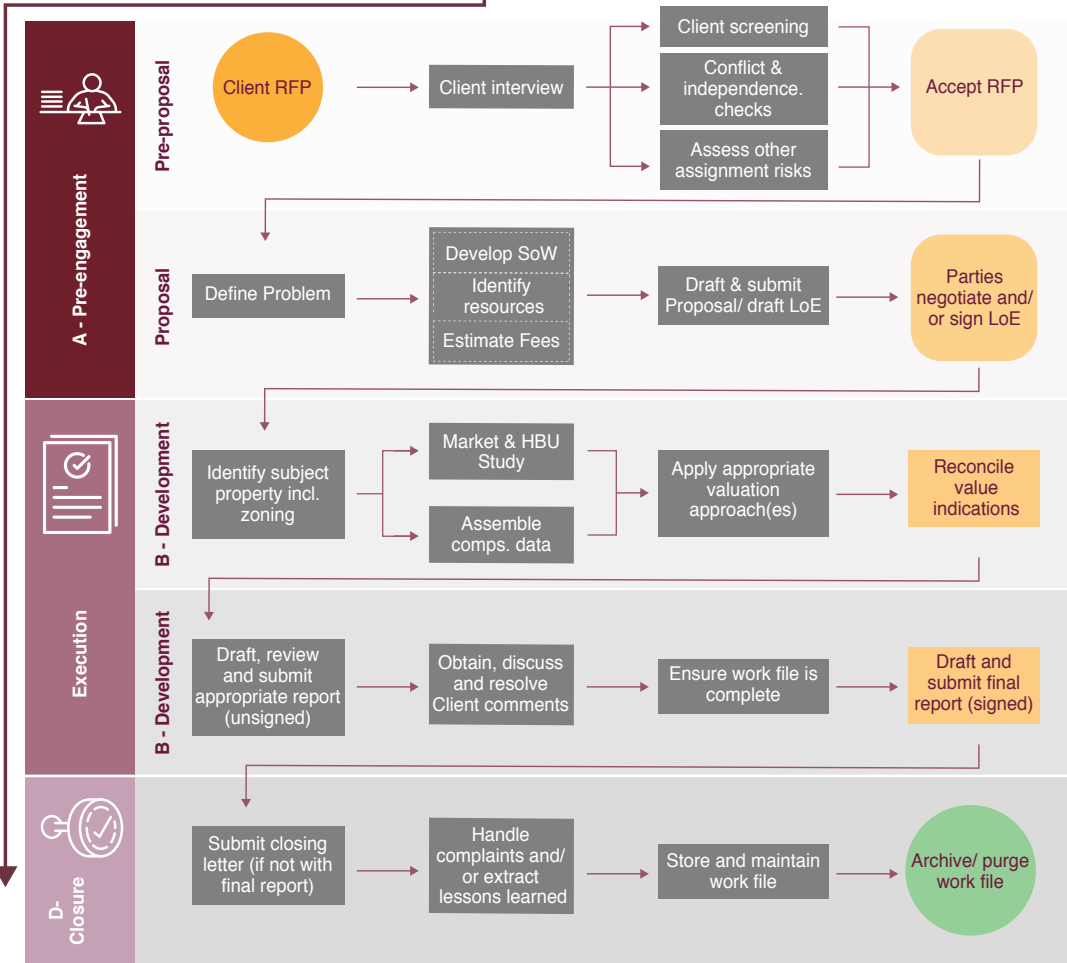 A - Pre-engagement
Pre-proposal
Client RFP
Client interview
Client screening
Conflict &
independence.
checks
Assess other
assignment risks
Accept RFP
Proposal
Define Problem
Develop SoW
Identify
resources
Estimate Fees
Draft & submit
Proposal/ draft LoE
Parties
negotiate and/
or sign LoE
Execution
B - Development
Identify subject
property incl.
zoning
Market & HBU
Study
Assemble
comps. data
Apply appropriate
valuation
approach(es)
Reconcile
value
indications
B - Development
Draft, review
and submit
appropriate report
(unsigned)
Obtain, discuss
and resolve
Client comments
Ensure work file is
complete
Draft and
submit final
report (signed)
D-
Closure
Submit closing
letter (if not with
final report)
Handle
complaints and/
or extract
lessons learned
Store and maintain
work file
Archive/ purge
work file